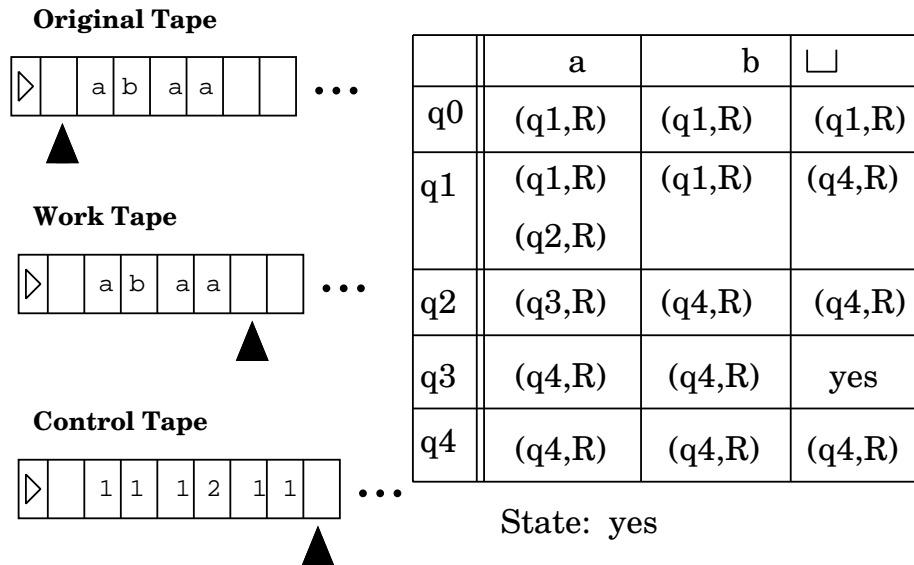 Original Tape
a b a a ...
Work Tape
a b a a ...
Control Tape
1 1 1 2 1 1 ...
a b ⊔
q0 (q1,R) (q1,R) (q1,R)
q1 (q1,R) (q1,R) (q4,R)
(q2,R)
q2 (q3,R) (q4,R) (q4,R)
q3 (q4,R) (q4,R) yes
q4 (q4,R) (q4,R) (q4,R)
State: yes